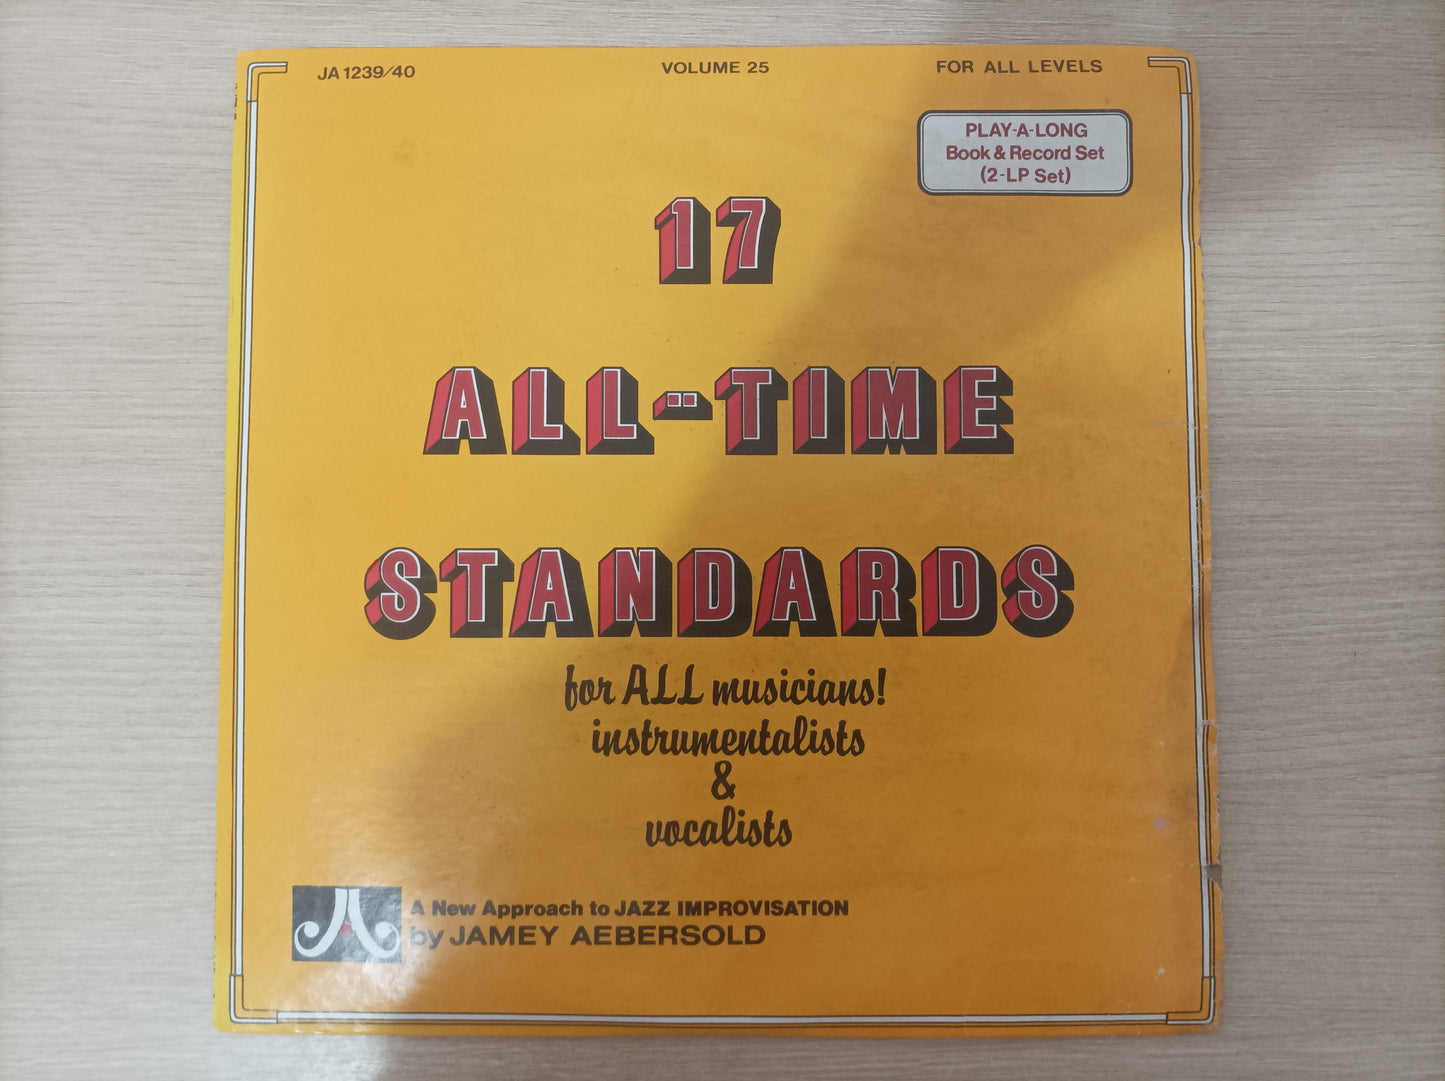 JA 1239/40 VOLUME 25 FOR ALL LEVELS
PLAY-A-LONG
Book & Record Set
(2-LP Set)
17
ALL-TIME
STANDARDS
for ALL musicians!
instrumentalists
&
vocalists
A New Approach to JAZZ IMPROVISATION
by JAMEY AEBERSOLD